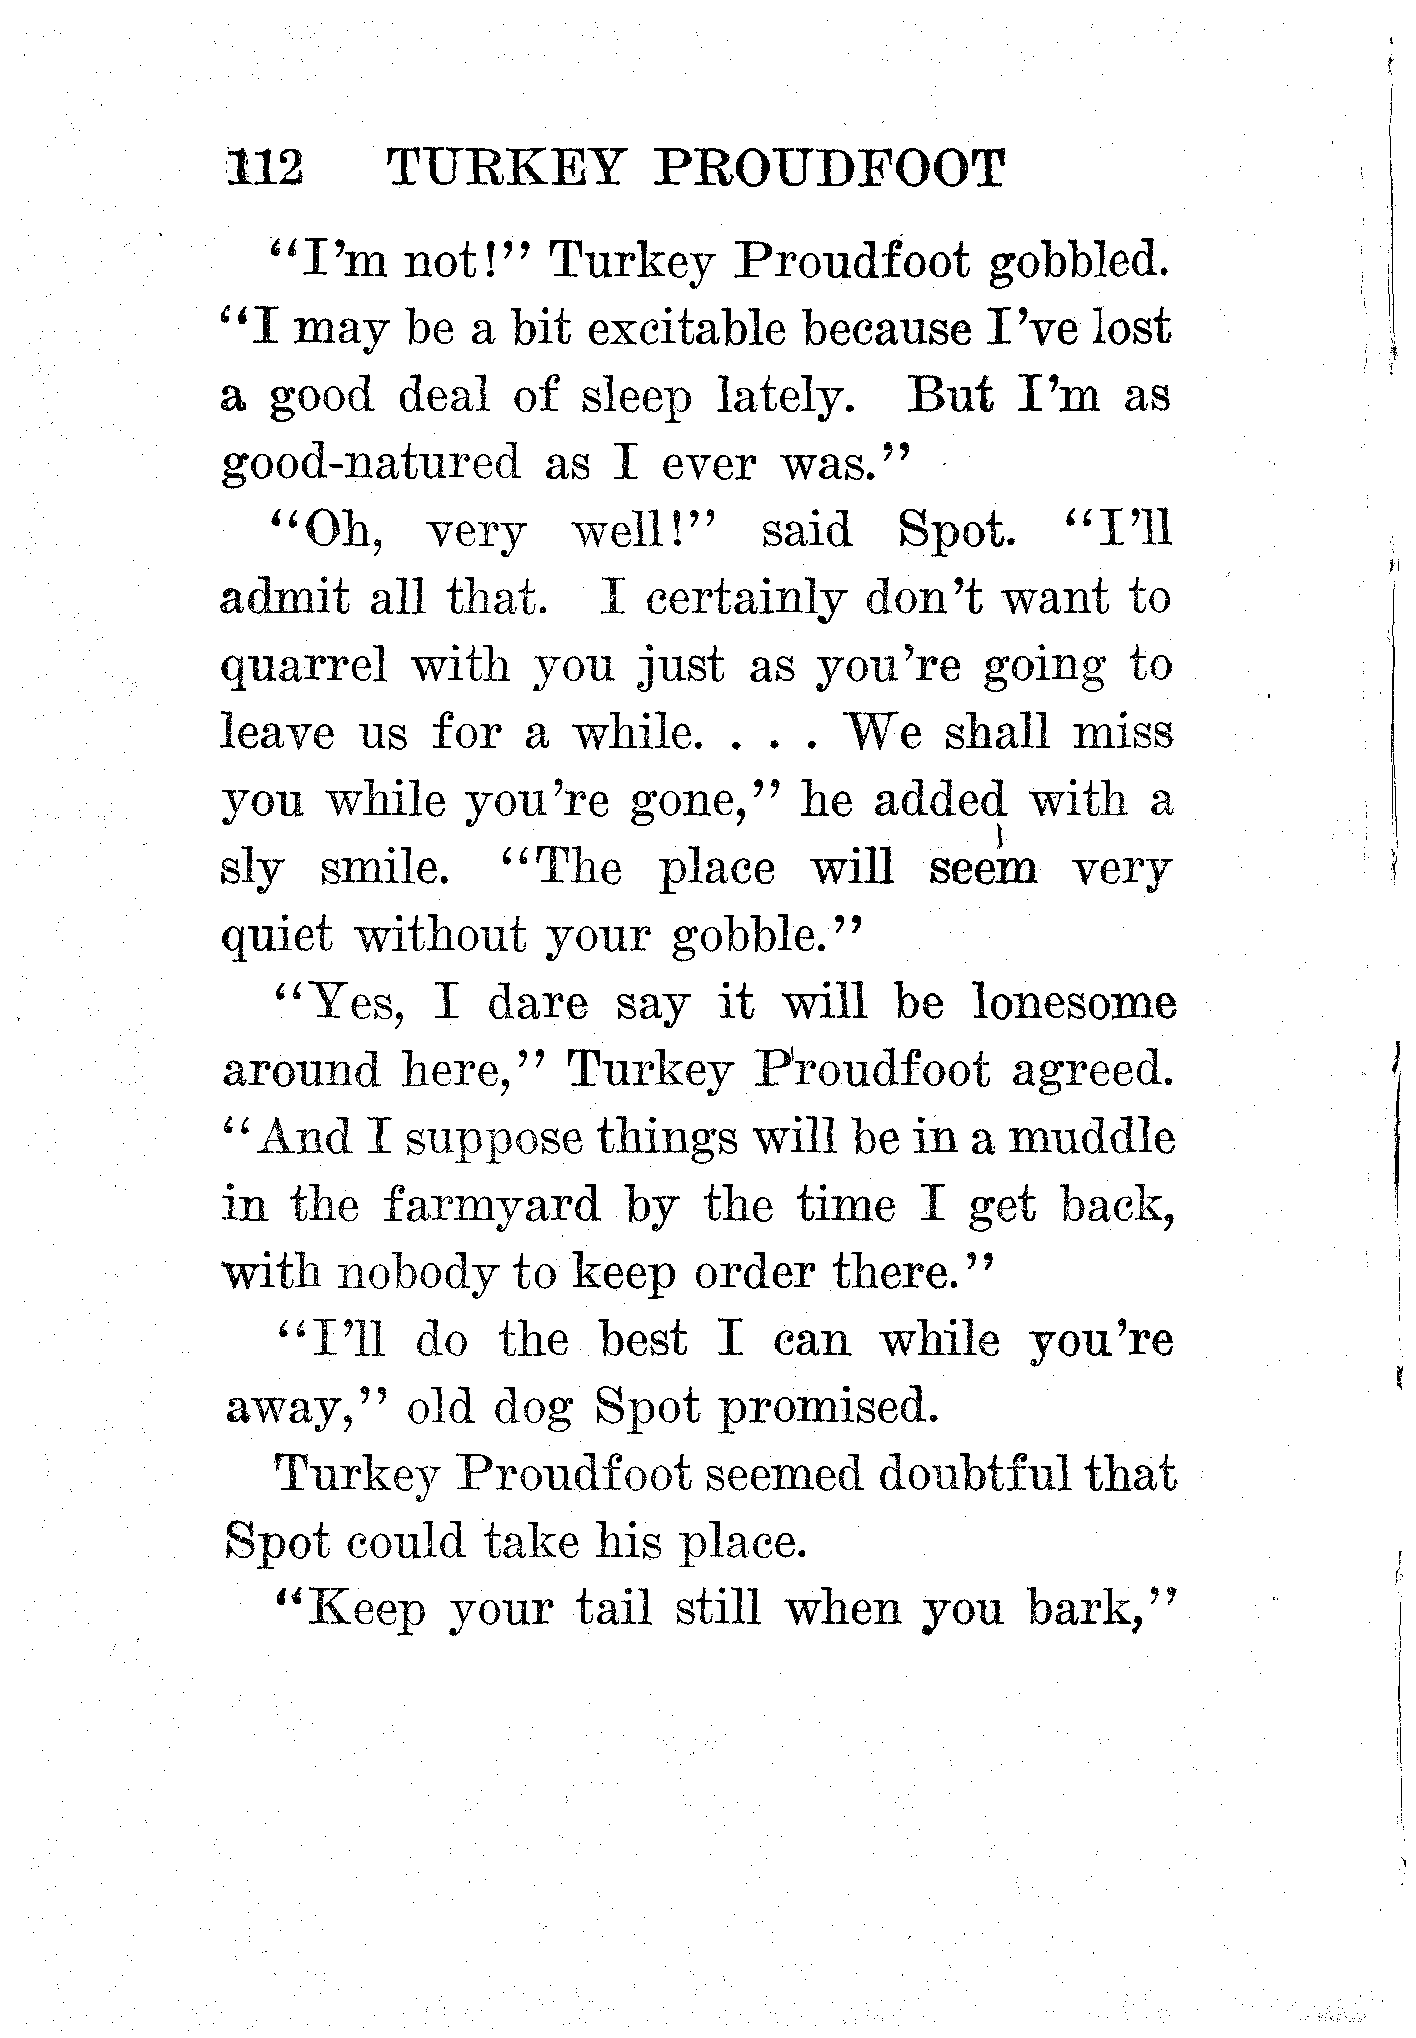 112 TURKEY PROUDFOOT
"I'm not!" Turkey Proudfoot gobbled.
"I may be a bit excitable because I've lost
a good deal of sleep lately. But I'm as
good-natured as I ever was."
"Oh, very well!" said Spot. "I'll
admit all that. I certainly don't want to
quarrel with you just as you're going to
leave us for a while. . . . We shall miss
you while you're gone," he added with a
sly smile. "The place will seem very
quiet without your gobble."
"Yes, I dare say it will be lonesome
around here," Turkey Proudfoot agreed.
"And I suppose things will be in a muddle
in the farmyard by the time I get back,
with nobody to keep order there."
"I'll do the best I can while you're
away," old dog Spot promised.
Turkey Proudfoot seemed doubtful that
Spot could take his place.
"Keep your tail still when you bark,"